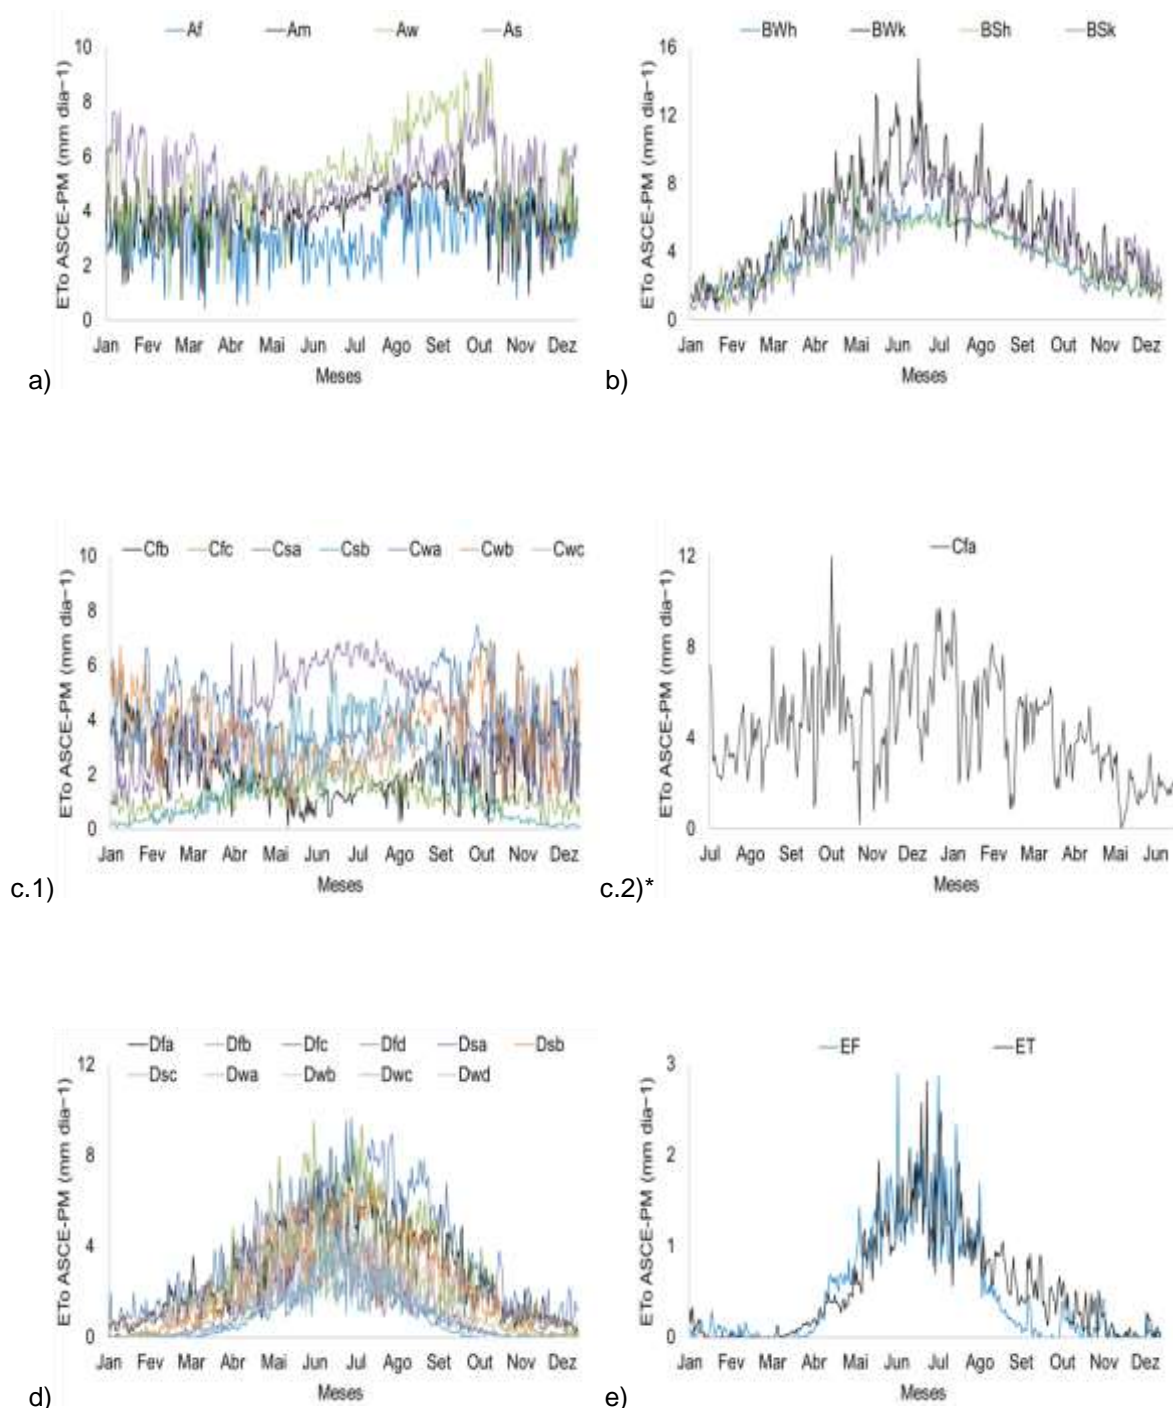 Af Am Aw As
10
8
6
4
2
0
ETo ASCE-PM (mm dia−1)
Jan Fev Mar Abr Mai Jun Jul Ago Set Out Nov Dez
Meses
a)
BWh BWk BSh BSk
16
12
8
4
0
ETo ASCE-PM (mm dia−1)
Jan Fev Mar Abr Mai Jun Jul Ago Set Out Nov Dez
Meses
b)
Cfb Cfc Csa Csb Cwa Cwb Cwc
10
8
6
4
2
0
ETo ASCE-PM (mm dia−1)
Jan Fev Mar Abr Mai Jun Jul Ago Set Out Nov Dez
Meses
c.1)
Cfa
12
8
4
0
ETo ASCE-PM (mm dia−1)
Jul Ago Set Out Nov Dez Jan Fev Mar Abr Mai Jun
Meses
c.2)*
Dfa Dfb Dfc Dfd Dsa Dsb
Dsc Dwa Dwb Dwc Dwd
12
8
4
0
ETo ASCE-PM (mm dia−1)
Jan Fev Mar Abr Mai Jun Jul Ago Set Out Nov Dez
Meses
d)
EF ET
3
2
1
0
ETo ASCE-PM (mm dia−1)
Jan Fev Mar Abr Mai Jun Jul Ago Set Out Nov Dez
Meses
e)